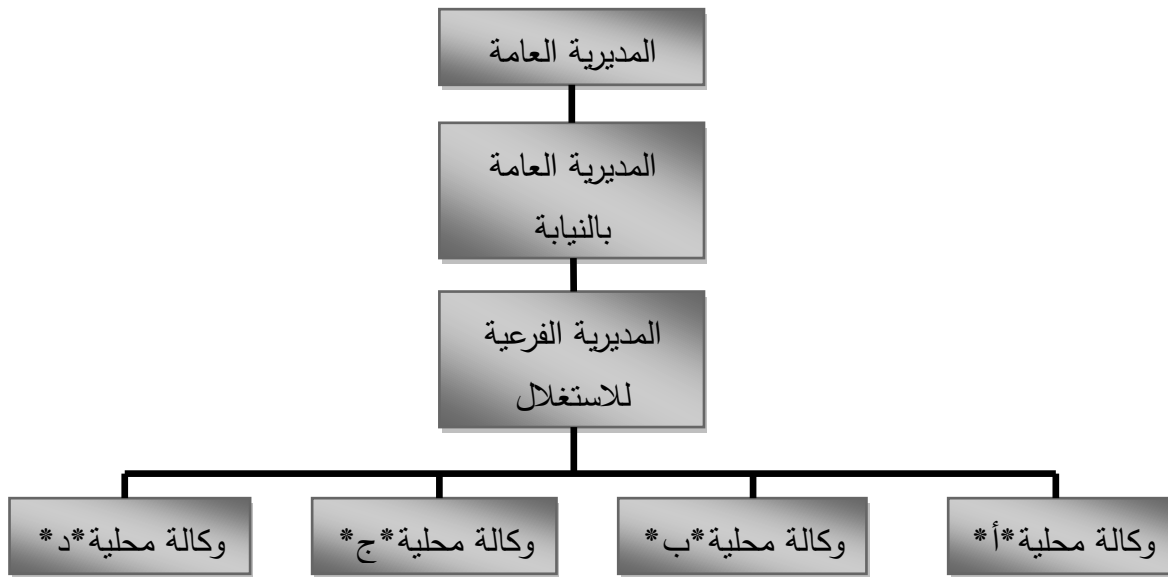 المديرية العامة
المديرية العامة
بالنيابة
المديرية الفرعية
للاستغلال
وكالة محلية*أ*
وكالة محلية*ب*
وكالة محلية*ج*
وكالة محلية*د*